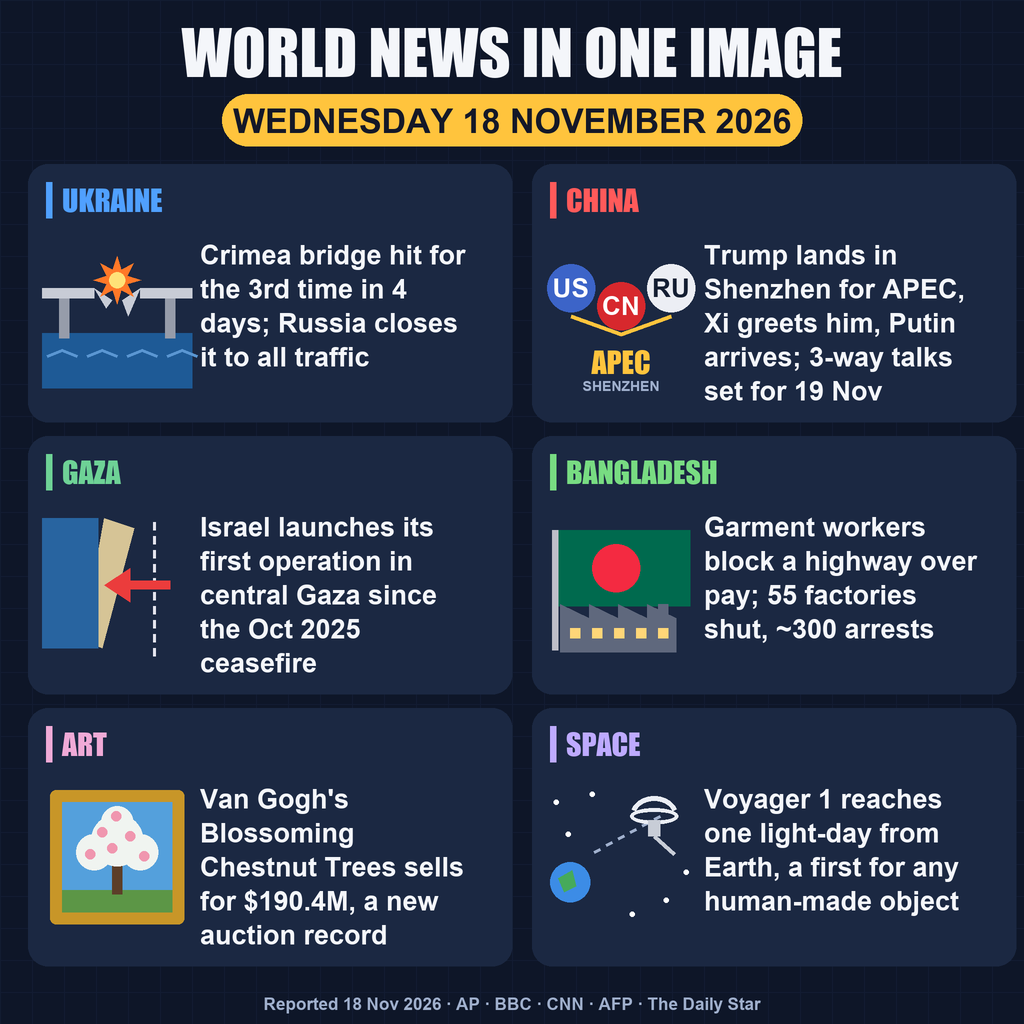 WORLD NEWS IN ONE IMAGE
WEDNESDAY 18 NOVEMBER 2026
UKRAINE
Crimea bridge hit for
the 3rd time in 4
days; Russia closes
it to all traffic
CHINA
US
CN
RU
APEC
SHENZHEN
Trump lands in
Shenzhen for APEC,
Xi greets him, Putin
arrives; 3-way talks
set for 19 Nov
GAZA
Israel launches its
first operation in
central Gaza since
the Oct 2025
ceasefire
BANGLADESH
Garment workers
block a highway over
pay; 55 factories
shut, ~300 arrests
ART
Van Gogh's
Blossoming
Chestnut Trees sells
for $190.4M, a new
auction record
SPACE
Voyager 1 reaches
one light-day from
Earth, a first for any
human-made object
Reported 18 Nov 2026 · AP · BBC · CNN · AFP · The Daily Star